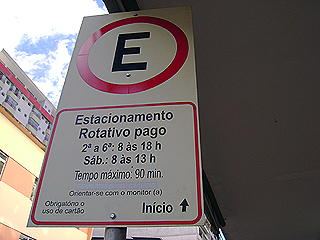 E
Estacionamento
Rotativo pago
2ª a 6ª: 8 às 18 h
Sáb.: 8 às 13 h
Tempo máximo: 90 min.
Orientar-se com o monitor (a)
Obrigatório o
uso de cartão
Início ↑